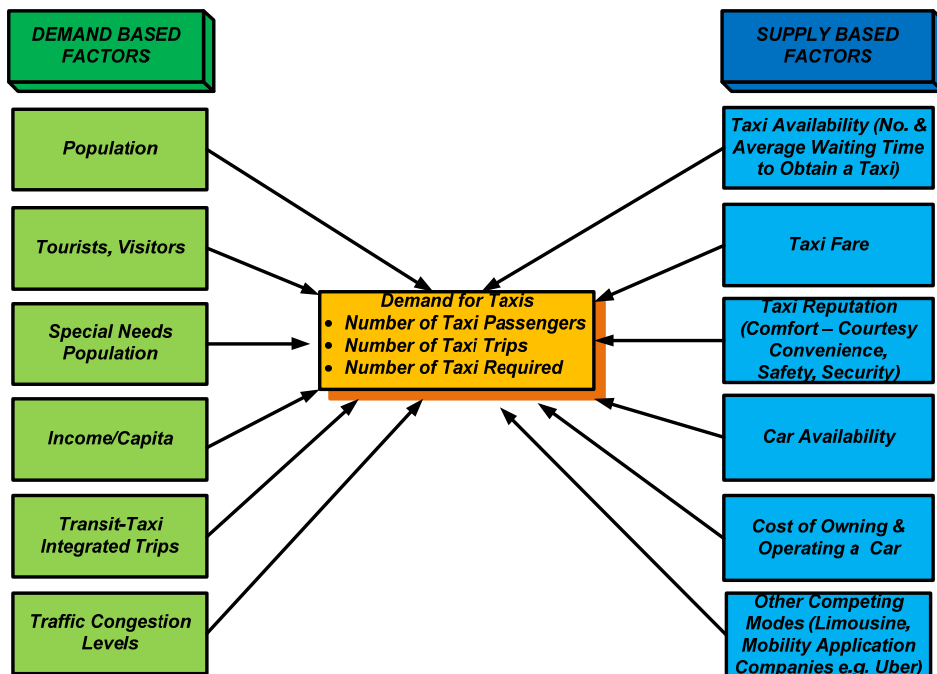 DEMAND BASED
FACTORS
Population
Tourists, Visitors
Special Needs
Population
Income/Capita
Transit-Taxi
Integrated Trips
Traffic Congestion
Levels
Demand for Taxis
• Number of Taxi Passengers
• Number of Taxi Trips
• Number of Taxi Required
SUPPLY BASED
FACTORS
Taxi Availability (No. &
Average Waiting Time
to Obtain a Taxi)
Taxi Fare
Taxi Reputation
(Comfort – Courtesy
Convenience,
Safety, Security)
Car Availability
Cost of Owning &
Operating a Car
Other Competing
Modes (Limousine,
Mobility Application
Companies e.g. Uber)